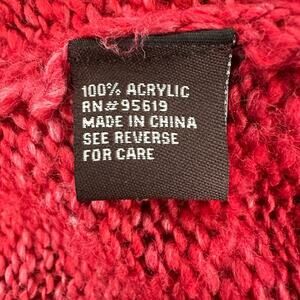 100% ACRYLIC
RN#95619
MADE IN CHINA
SEE REVERSE
FOR CARE